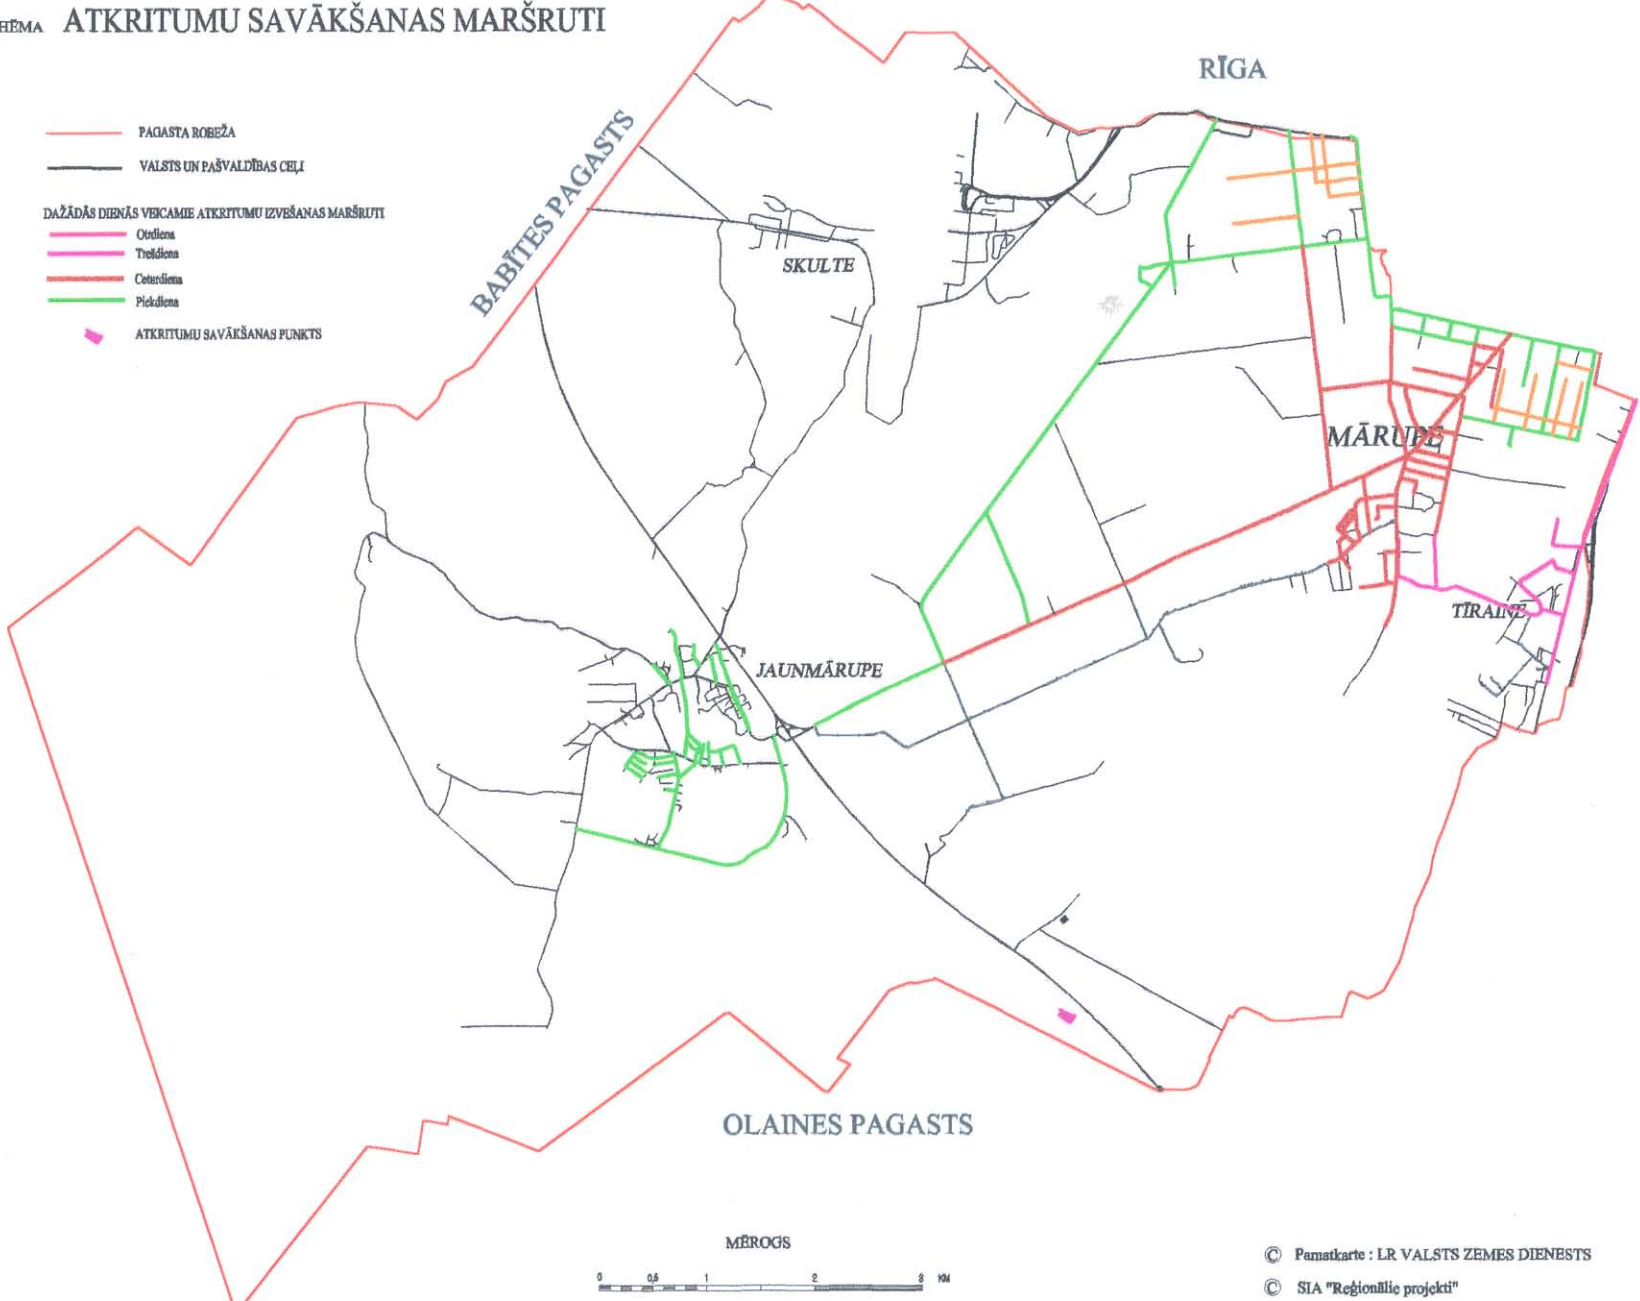 HĒMA ATKRITUMU SAVĀKŠANAS MARŠRUTI
RĪGA
PAGASTA ROBEŽA
VALSTS UN PAŠVALDĪBAS CEĻI
BABĪTES PAGASTS
DAŽĀDĀS DIENĀS VEICAMIE ATKRITUMU IZVEŠANAS MARŠRUTI
Otrdiena
Trešdiena
Ceturdiena
Piekdiena
ATKRITUMU SAVĀKŠANAS PUNKTS
SKULTE
MĀRUPE
TĪRAINE
JAUNMĀRUPE
OLAINES PAGASTS
MĒROGS
0 0,5 1 2 3 KM
© Pamatkarte : LR VALSTS ZEMES DIENESTS
© SIA "Reģionālie projekti"